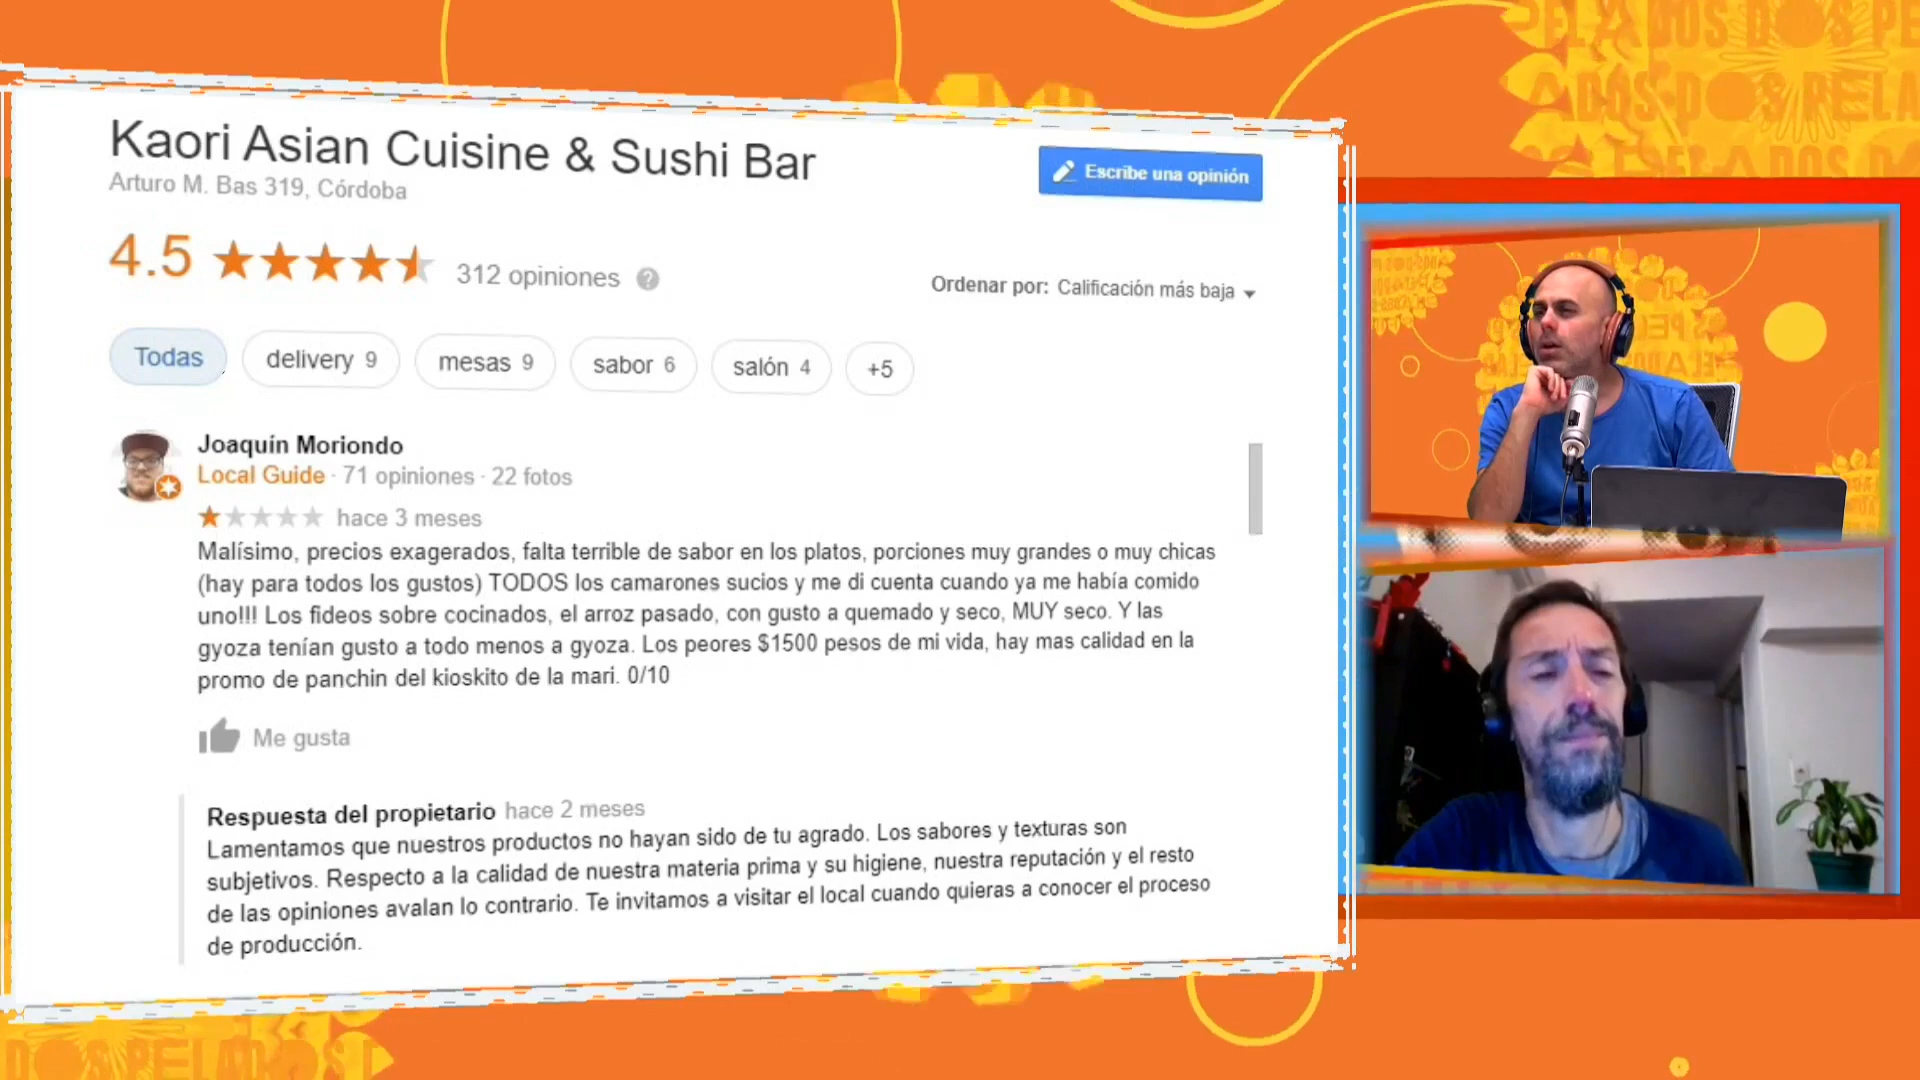 Kaori Asian Cuisine & Sushi Bar
Arturo M. Bas 319, Córdoba
Escribe una opinión
4.5 312 opiniones
Ordenar por: Calificación más baja
Todas delivery 9 mesas 9 sabor 6 salón 4 +5
Joaquín Moriondo
Local Guide · 71 opiniones · 22 fotos
hace 3 meses
Malísimo, precios exagerados, falta terrible de sabor en los platos, porciones muy grandes o muy chicas
(hay para todos los gustos) TODOS los camarones sucios y me di cuenta cuando ya me había comido
uno!!! Los fideos sobre cocinados, el arroz pasado, con gusto a quemado y seco, MUY seco. Y las
gyoza tenían gusto a todo menos a gyoza. Los peores $1500 pesos de mi vida, hay mas calidad en la
promo de panchin del kioskito de la mari. 0/10
Me gusta
Respuesta del propietario hace 2 meses
Lamentamos que nuestros productos no hayan sido de tu agrado. Los sabores y texturas son
subjetivos. Respecto a la calidad de nuestra materia prima y su higiene, nuestra reputación y el resto
de las opiniones avalan lo contrario. Te invitamos a visitar el local cuando quieras a conocer el proceso
de producción.